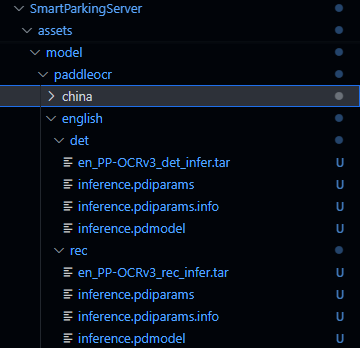 SmartParkingServer
assets
model
paddleocr
china
english
det
en_PP-OCRv3_det_infer.tar U
inference.pdiparams U
inference.pdiparams.info U
inference.pdmodel U
rec
en_PP-OCRv3_rec_infer.tar U
inference.pdiparams U
inference.pdiparams.info U
inference.pdmodel U